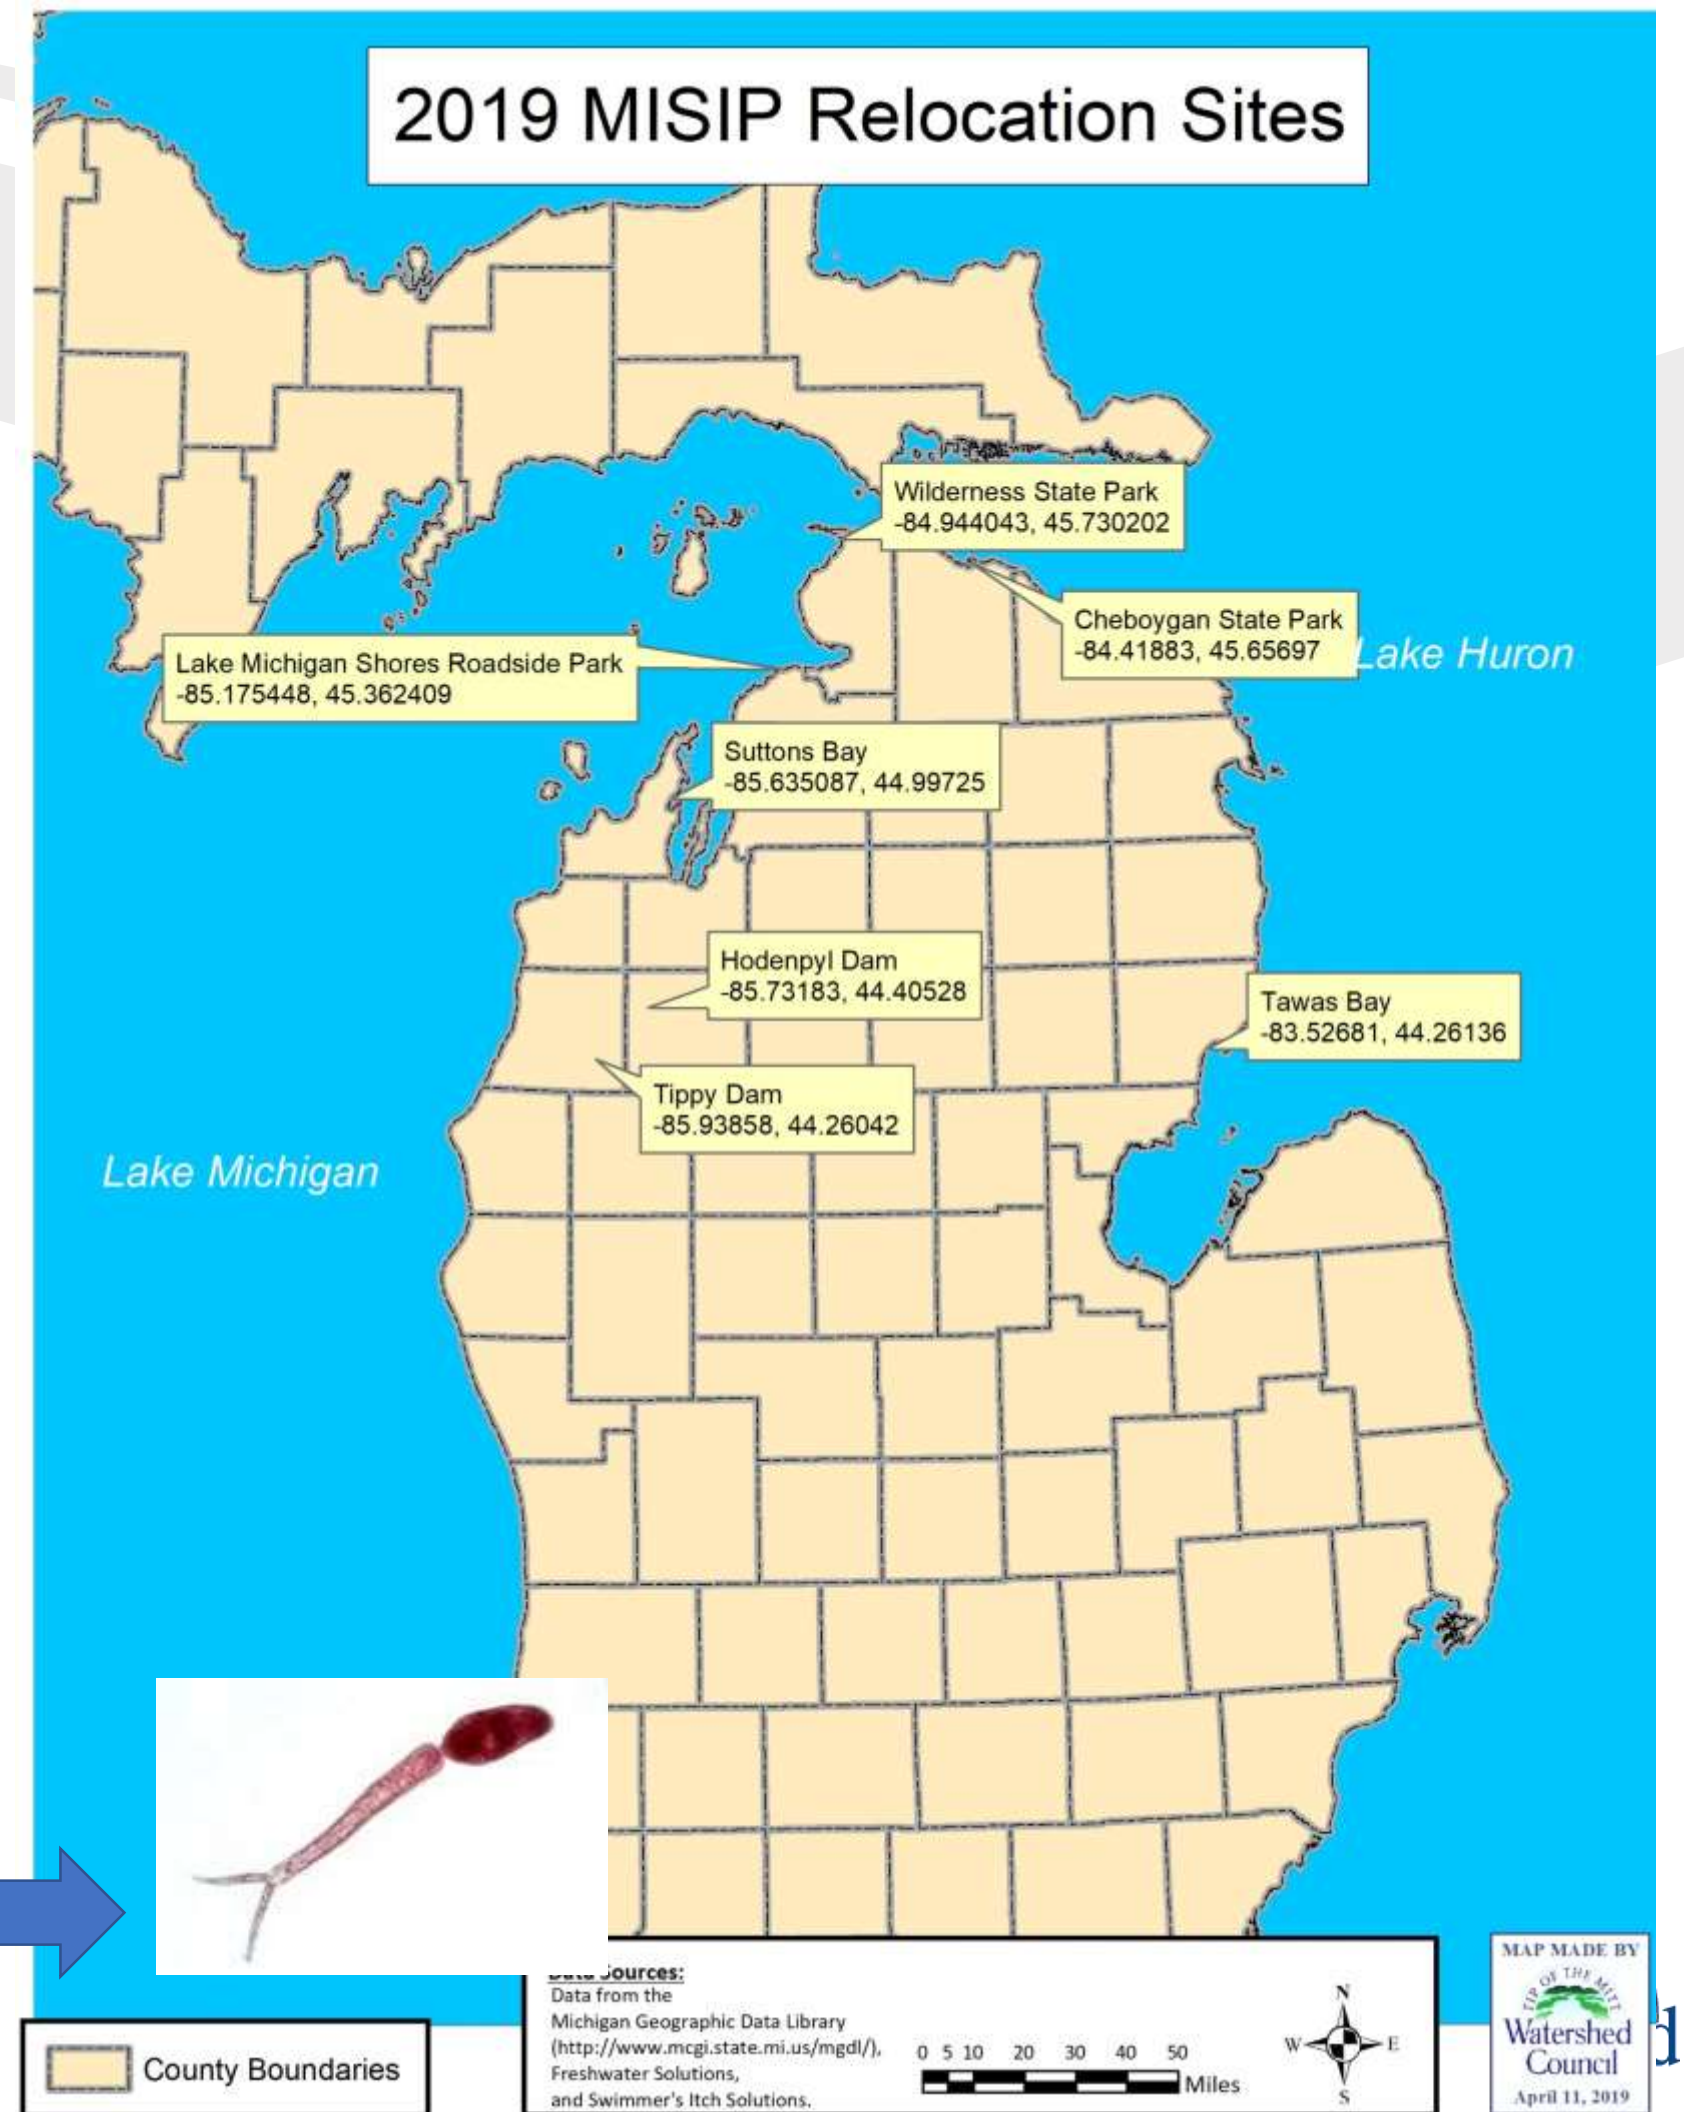 2019 MISIP Relocation Sites
Wilderness State Park
-84.944043, 45.730202
Cheboygan State Park
-84.41883, 45.65697
Lake Huron
Lake Michigan Shores Roadside Park
-85.175448, 45.362409
Suttons Bay
-85.635087, 44.99725
Hodenpyl Dam
-85.73183, 44.40528
Tawas Bay
-83.52681, 44.26136
Tippy Dam
-85.93858, 44.26042
Lake Michigan
County Boundaries
Data Sources:
Data from the
Michigan Geographic Data Library
(http://www.mcgi.state.mi.us/mgdl/),
Freshwater Solutions,
and Swimmer's Itch Solutions.
0 5 10 20 30 40 50
Miles
N
W E
S
MAP MADE BY
TIP OF THE MITT
Watershed
Council
April 11, 2019
d